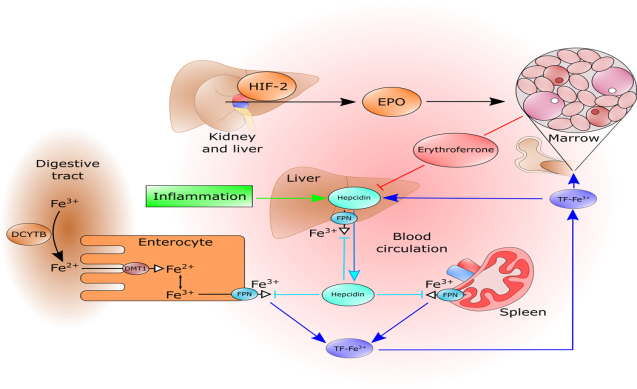 HIF-2
EPO
Kidney
and liver
Marrow
Erythroferrone
Digestive
tract
Liver
Inflammation
Hepcidin
TF-Fe³⁺
Fe³⁺
FPN
Fe³⁺
DCYTB
Enterocyte
Blood
circulation
Fe²⁺
DMT1
Fe²⁺
Fe³⁺
FPN
Fe³⁺
Hepcidin
Fe³⁺
FPN
Spleen
TF-Fe³⁺